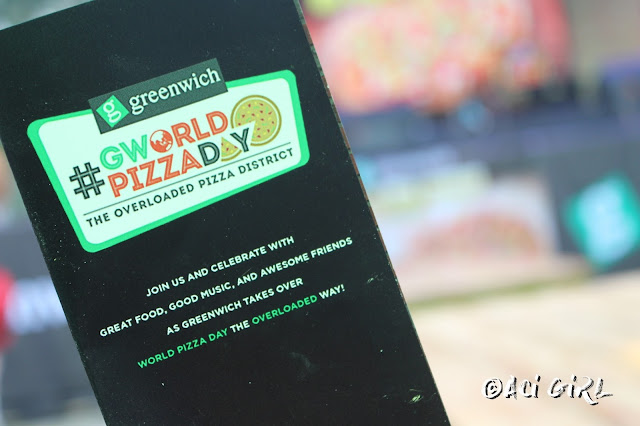 g greenwich
#GWORLD
PIZZADAY
THE OVERLOADED PIZZA DISTRICT
JOIN US AND CELEBRATE WITH
GREAT FOOD, GOOD MUSIC, AND AWESOME FRIENDS
AS GREENWICH TAKES OVER
WORLD PIZZA DAY THE OVERLOADED WAY!
©ACi GiRL